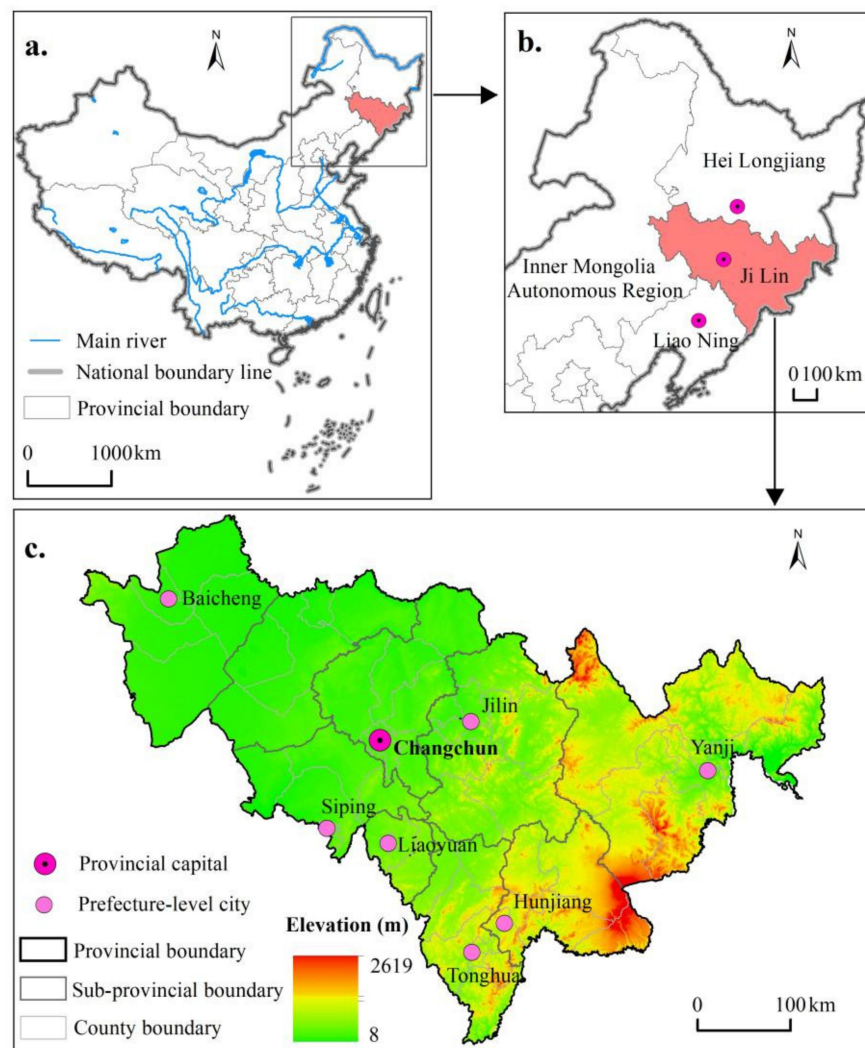 a.
N
Main river
National boundary line
Provincial boundary
0 1000km
b.
N
Hei Longjiang
Inner Mongolia
Autonomous Region
Ji Lin
Liao Ning
0 100 km
c.
N
Baicheng
Jilin
Changchun
Yanji
Siping
Liaoyuan
Hunjiang
Tonghua
Provincial capital
Prefecture-level city
Provincial boundary
Sub-provincial boundary
County boundary
Elevation (m)
2619
8
0 100 km